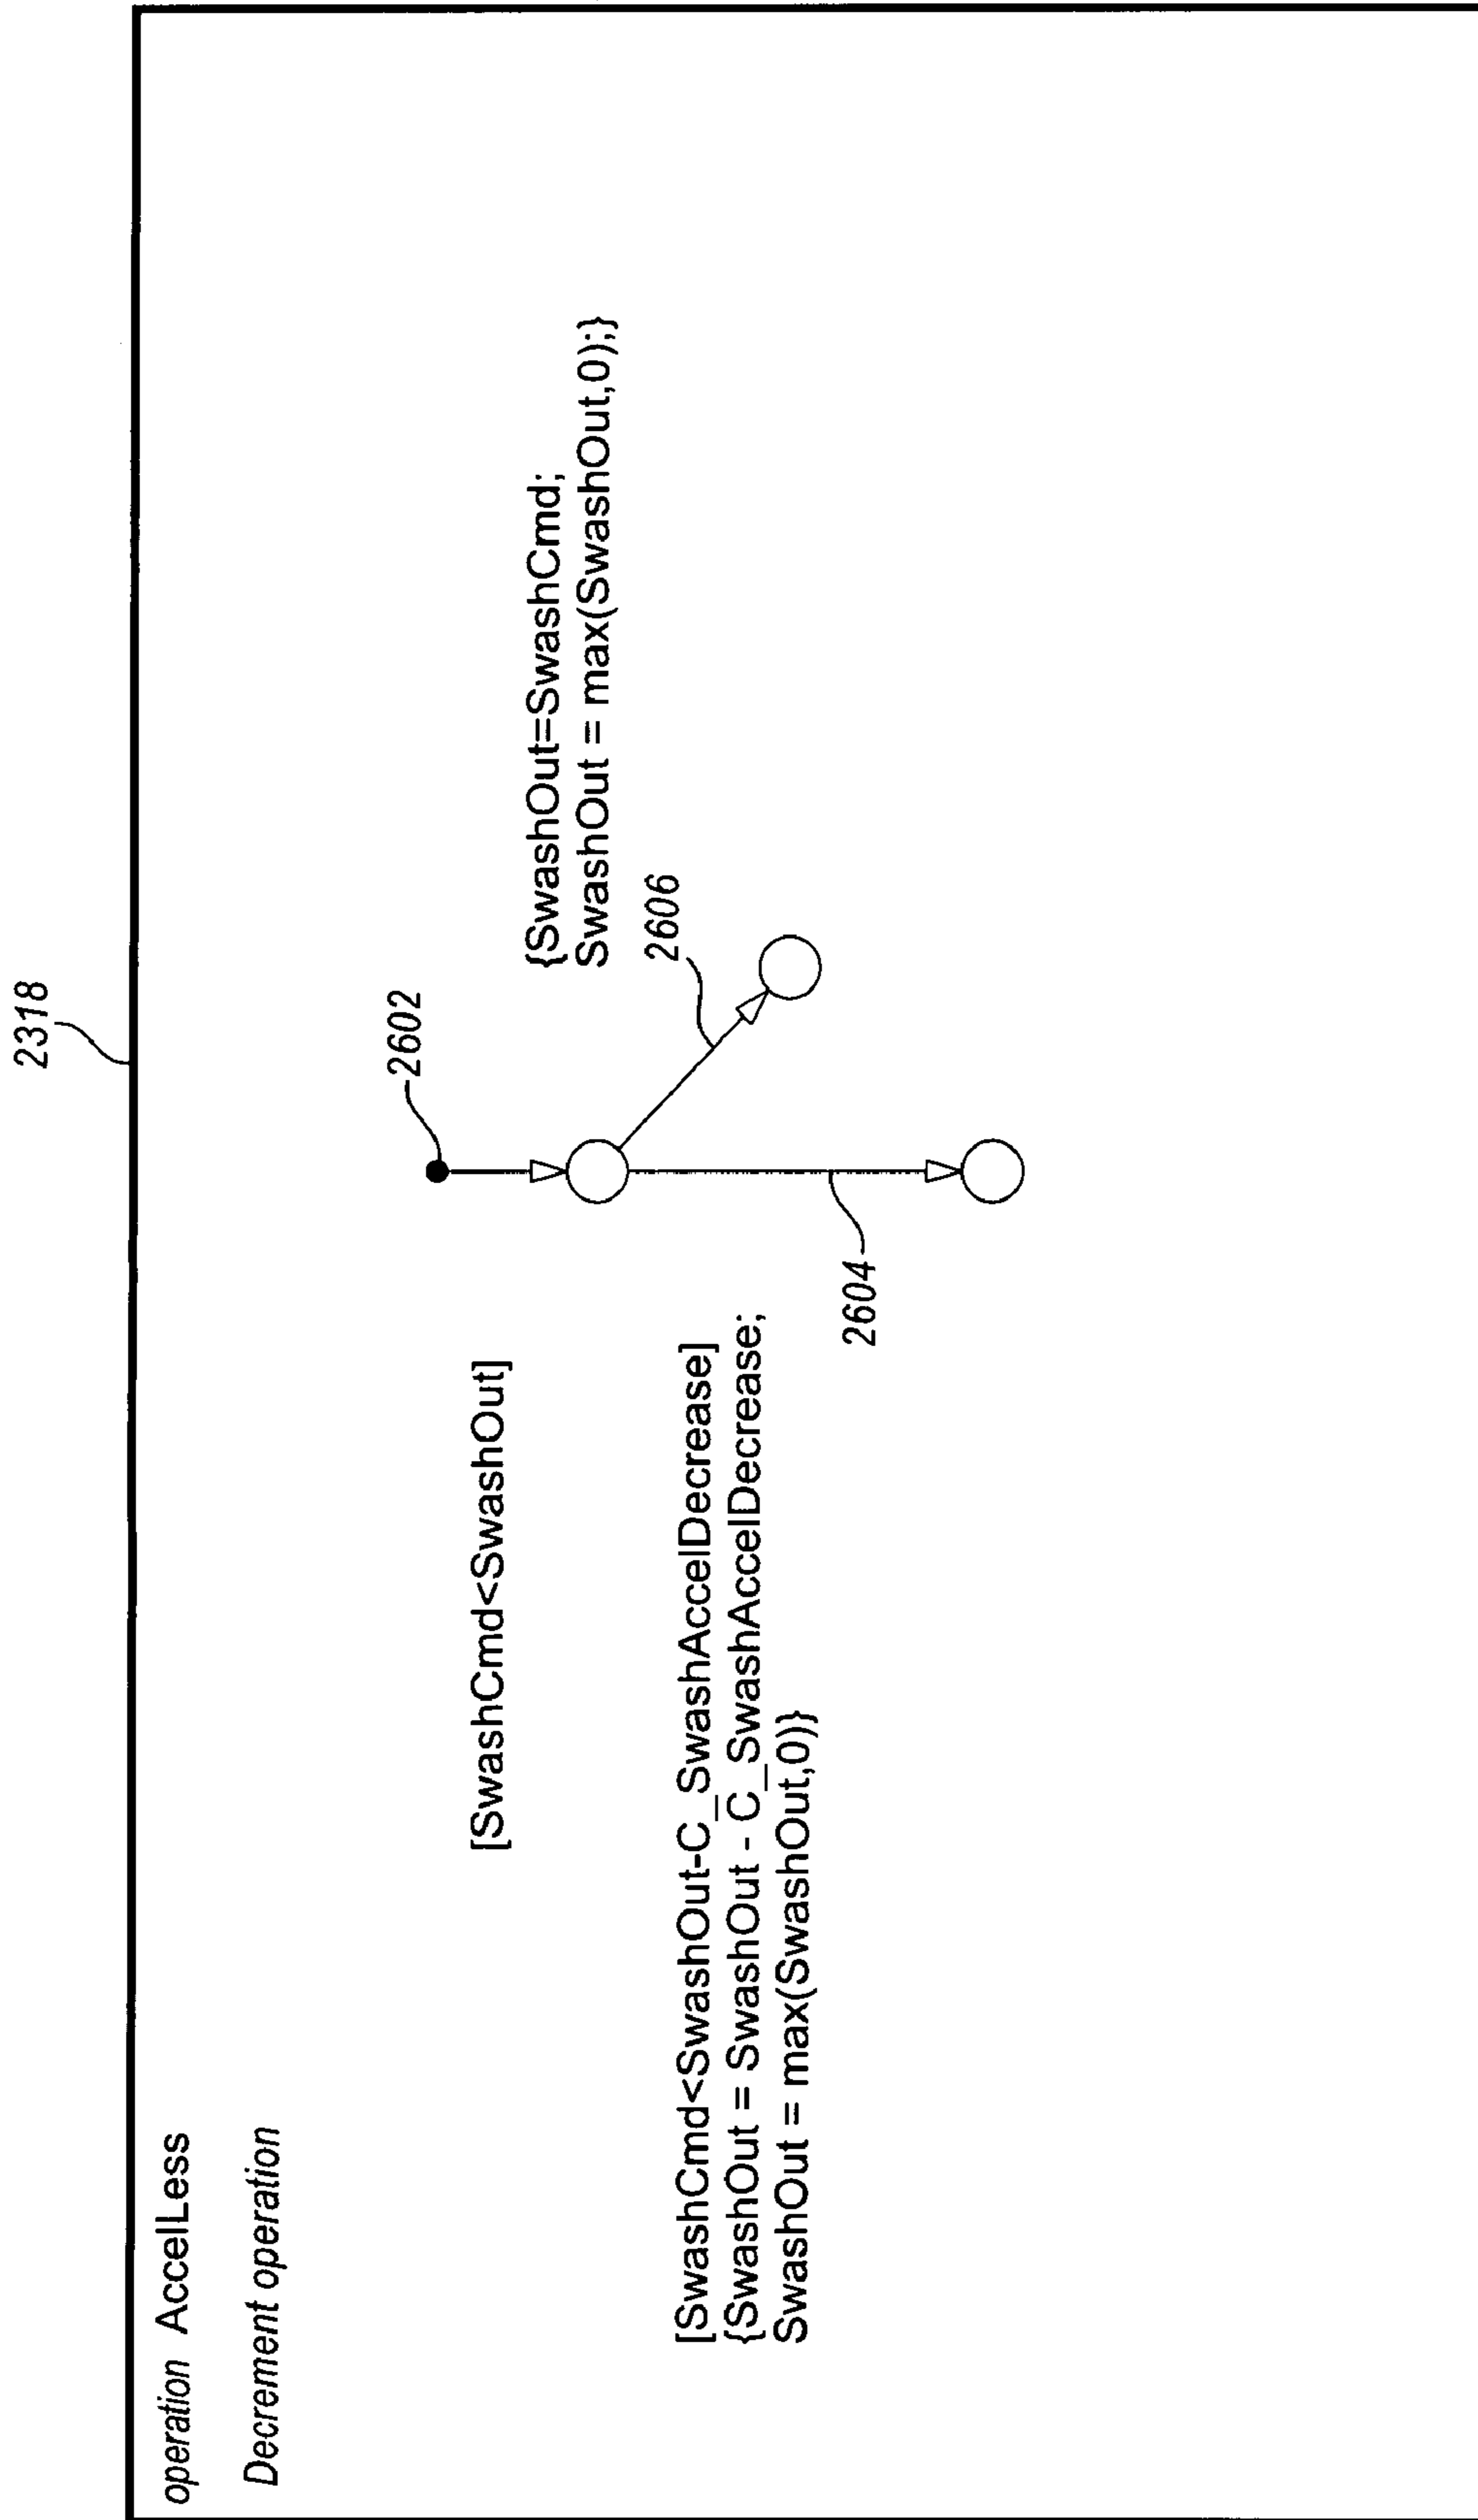 2318
operation AccelLess
Decrement operation
2602
[SwashCmd<SwashOut]
{SwashOut=SwashCmd;
SwashOut = max(SwashOut,0);}
2606
[SwashCmd<SwashOut-C_SwashAccelDecrease]
{SwashOut = SwashOut - C_SwashAccelDecrease;
SwashOut = max(SwashOut,0)}
2604